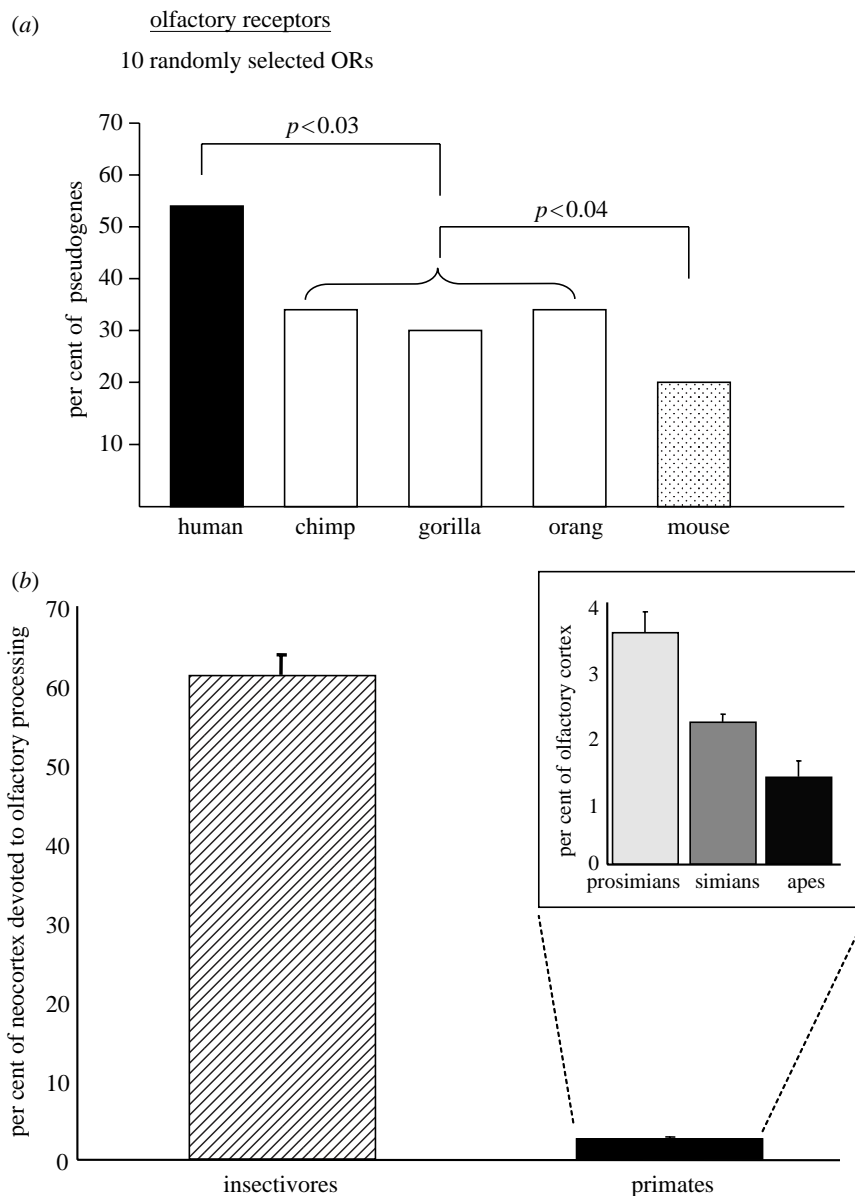 (a)
olfactory receptors
10 randomly selected ORs
per cent of pseudogenes
70
60
50
40
30
20
10
p<0.03
p<0.04
human chimp gorilla orang mouse
(b)
per cent of neocortex devoted to olfactory processing
70
60
50
40
30
20
10
0
insectivores primates
per cent of olfactory cortex
4
3
2
1
0
prosimians simians apes